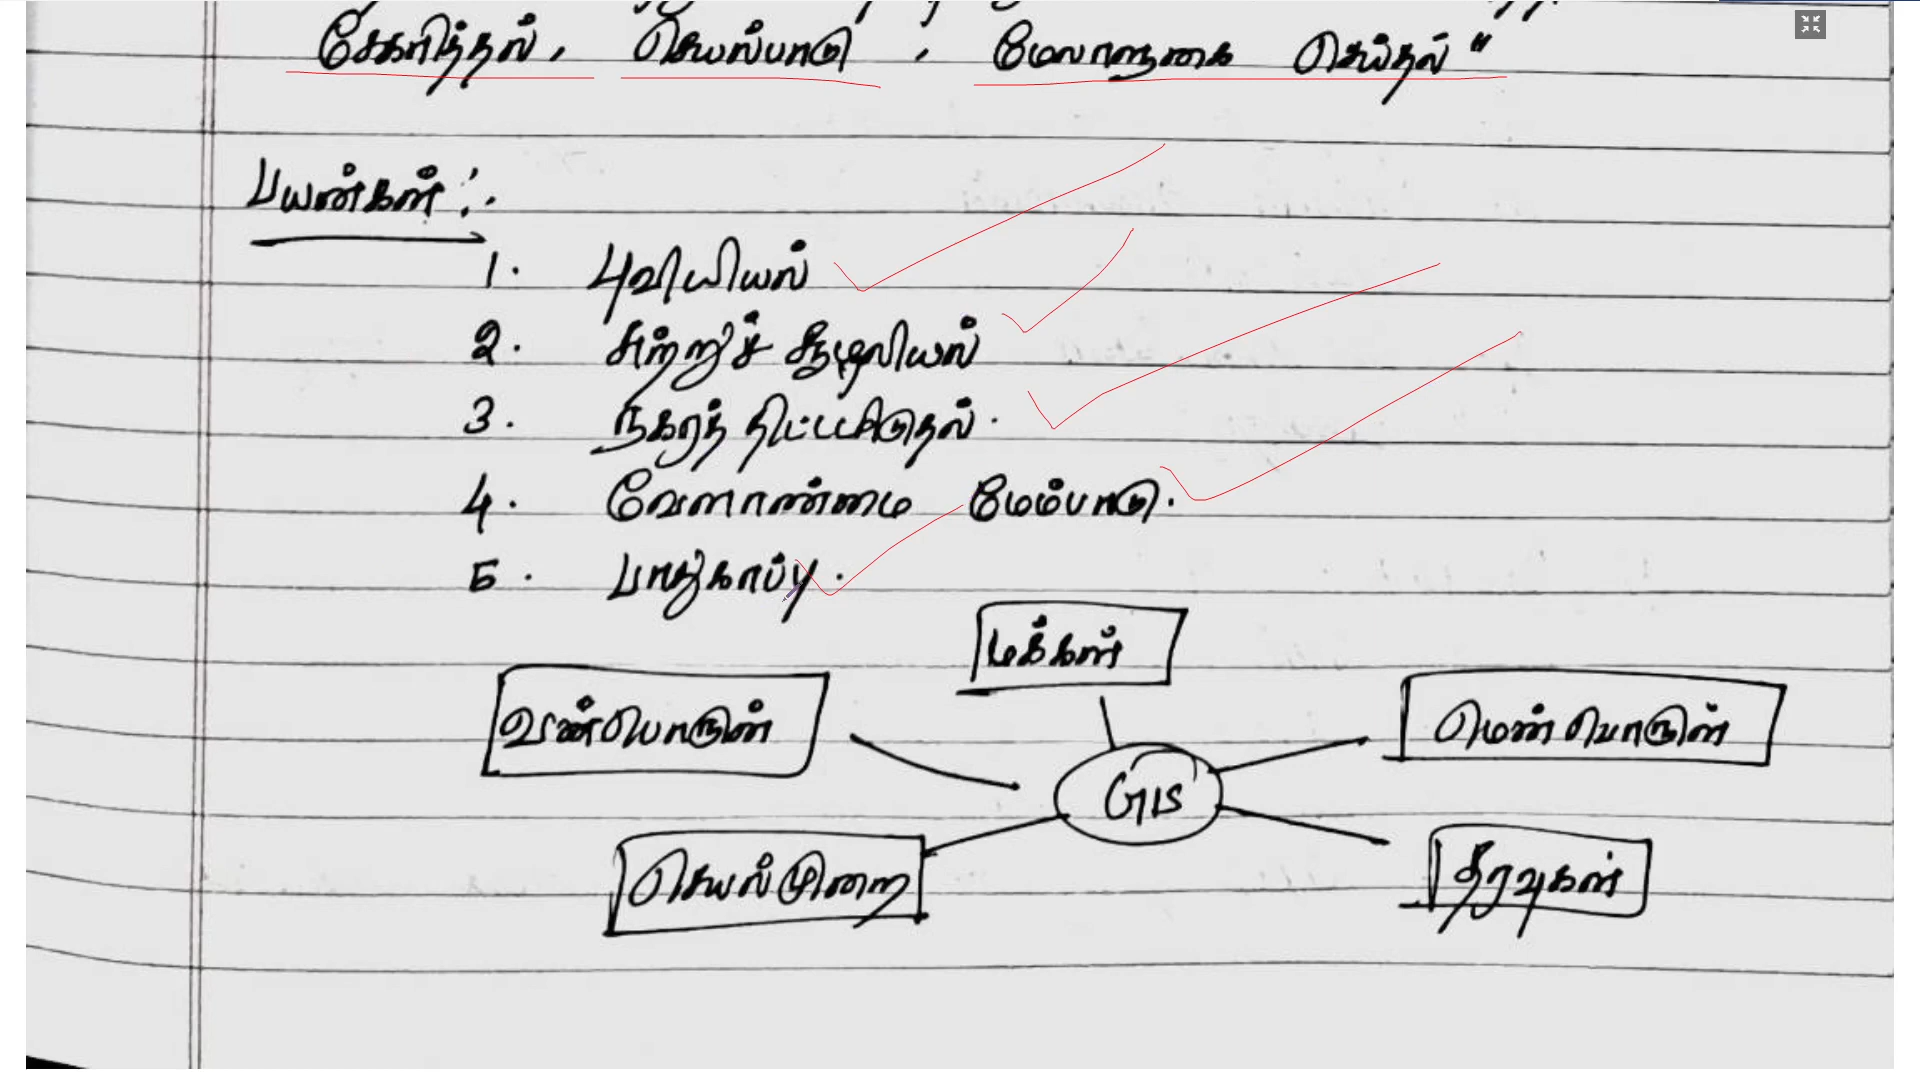 சேகரித்தல், செயல்பாடு, மேலாளுகை செய்தல்"
பயன்கள் :-
1. புவியியல்
2. சுற்றுச் சூழலியல்
3. நகரத் திட்டமிடுதல்.
4. வேளாண்மை மேம்பாடு.
5. பாதுகாப்பு.
மக்கள்
வன்பொருள்
மென்பொருள்
GIS
செயல்முறை
தரவுகள்